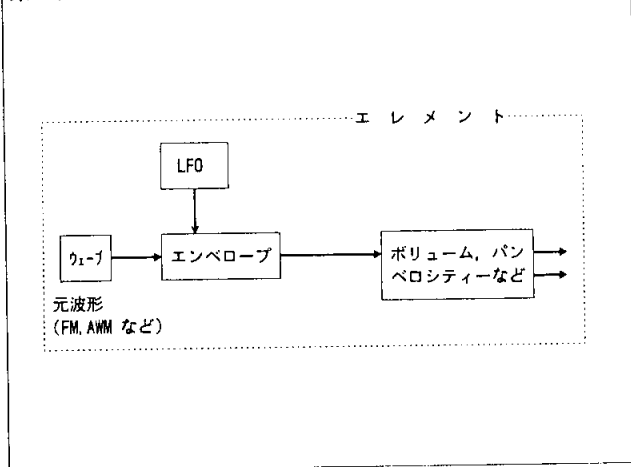 エレメント
LFO
ウェーブ
エンベロープ
ボリューム, パン
ベロシティーなど
元波形
(FM, AWM など)